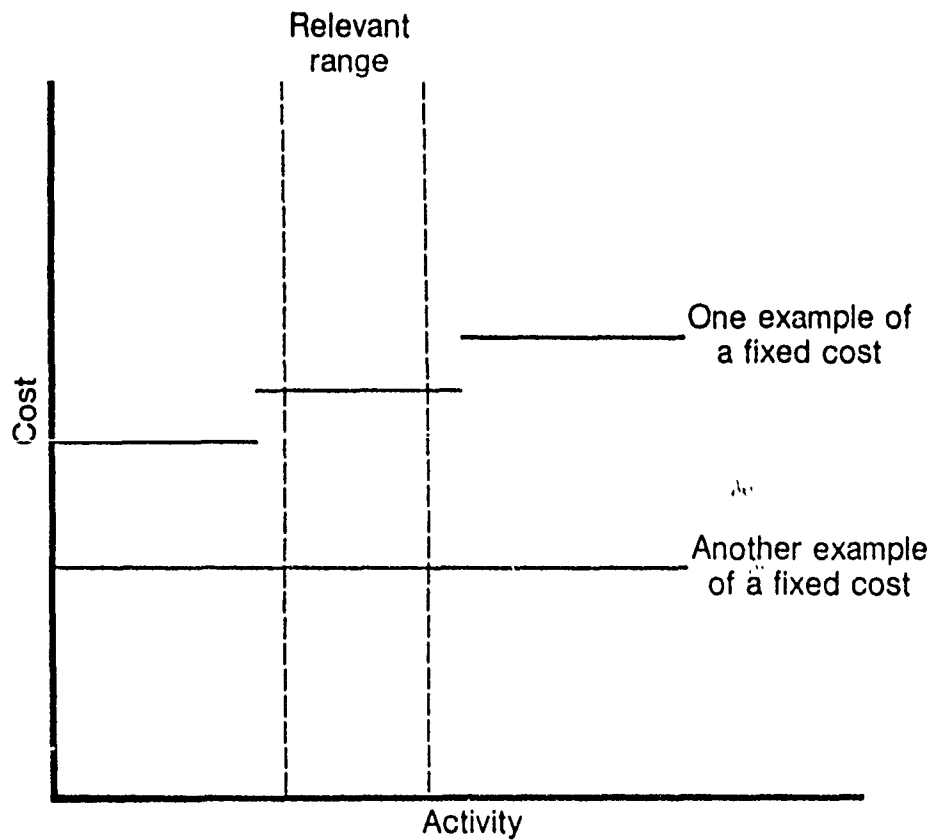 Relevant
range
One example of
a fixed cost
Cost
Another example
of a fixed cost
Activity